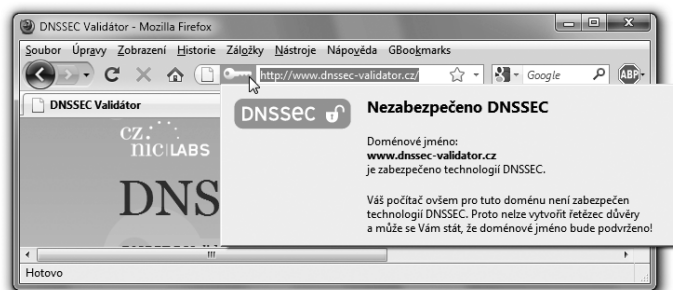 DNSSEC Validátor - Mozilla Firefox
Soubor Úpravy Zobrazení Historie Záložky Nástroje Nápověda GBookmarks
http://www.dnssec-validator.cz/ Google ABP
DNSSEC Validátor
DNSSEC
Nezabezpečeno DNSSEC
Doménové jméno:
www.dnssec-validator.cz
je zabezpečeno technologií DNSSEC.
Váš počítač ovšem pro tuto doménu není zabezpečen
technologií DNSSEC. Proto nelze vytvořit řetězec důvěry
a může se Vám stát, že doménové jméno bude podvrženo!
CZ
nic LABS
DNS
Hotovo